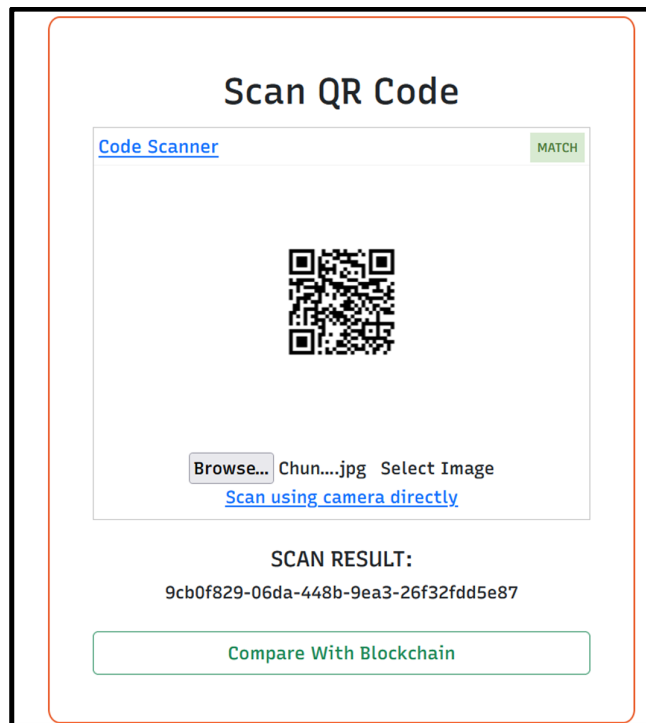 Scan QR Code
Code Scanner MATCH
Browse... Chun....jpg Select Image
Scan using camera directly
SCAN RESULT:
9cb0f829-06da-448b-9ea3-26f32fdd5e87
Compare With Blockchain